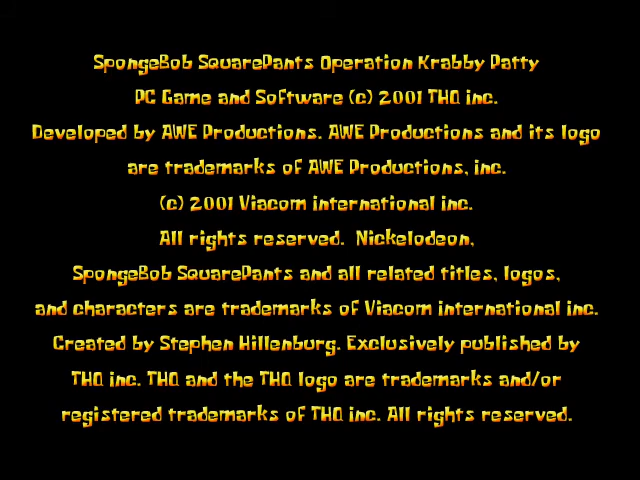 SpongeBob SquarePants Operation Krabby Patty
PC Game and Software (c) 2001 THQ inc.
Developed by AWE Productions. AWE Productions and its logo
are trademarks of AWE Productions, inc.
(c) 2001 Viacom international inc.
All rights reserved.  Nickelodeon,
SpongeBob SquarePants and all related titles, logos,
and characters are trademarks of Viacom international inc.
Created by Stephen Hillenburg. Exclusively published by
THQ inc. THQ and the THQ logo are trademarks and/or
registered trademarks of THQ inc. All rights reserved.